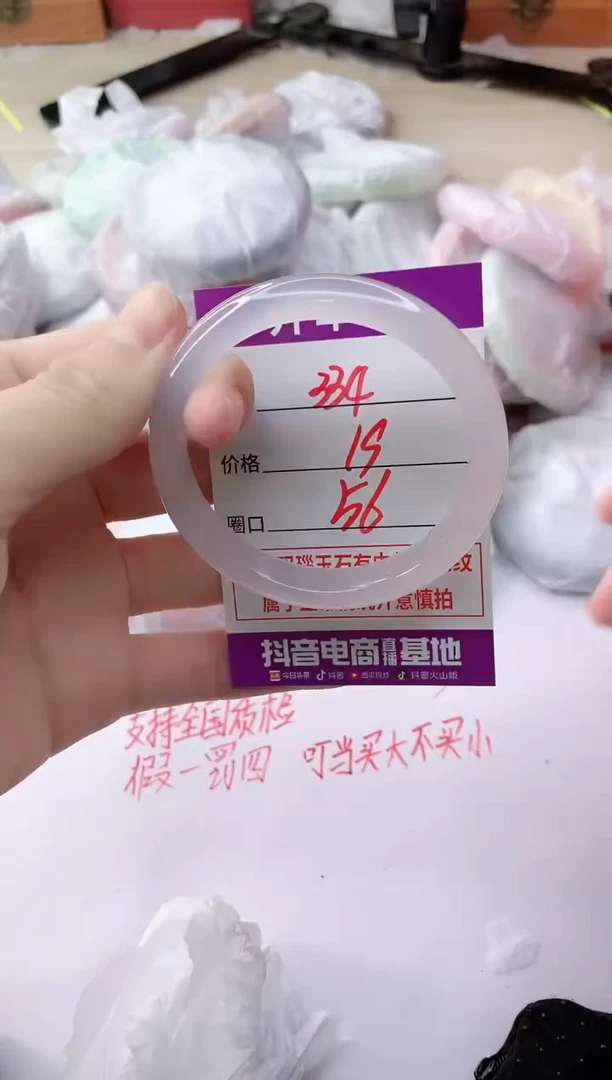 334
价格 19
圈口 56
抖音电商直播基地
今日头条 抖音 西瓜视频 抖音火山版
支持全国质检
假一罚四 叮当买大不买小